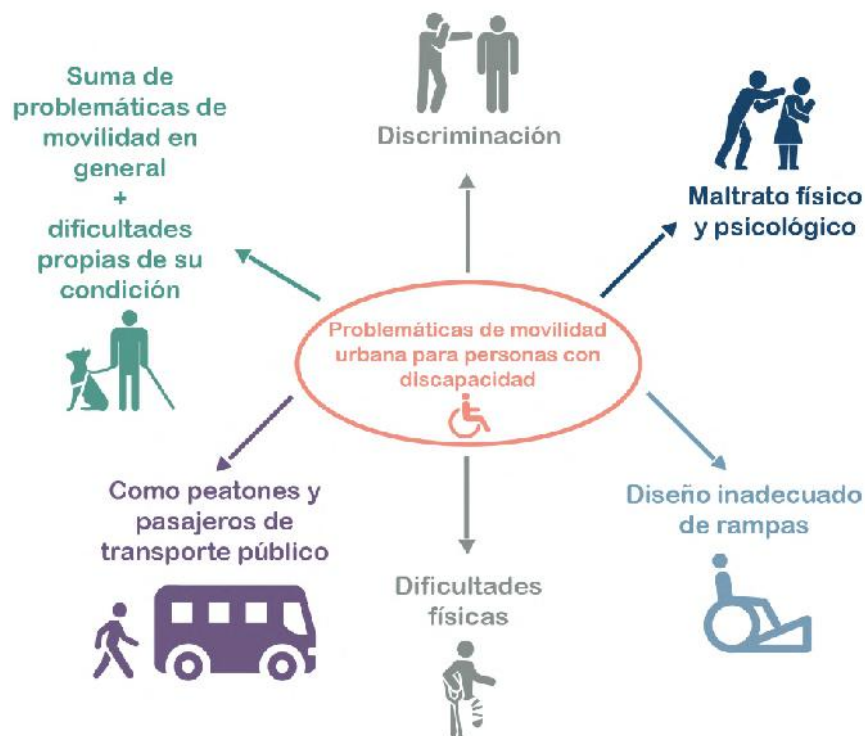 Suma de
problemáticas de
movilidad en
general
+
dificultades
propias de su
condición
Discriminación
Maltrato físico
y psicológico
Problemáticas de movilidad
urbana para personas con
discapacidad
Como peatones y
pasajeros de
transporte público
Dificultades
físicas
Diseño inadecuado
de rampas